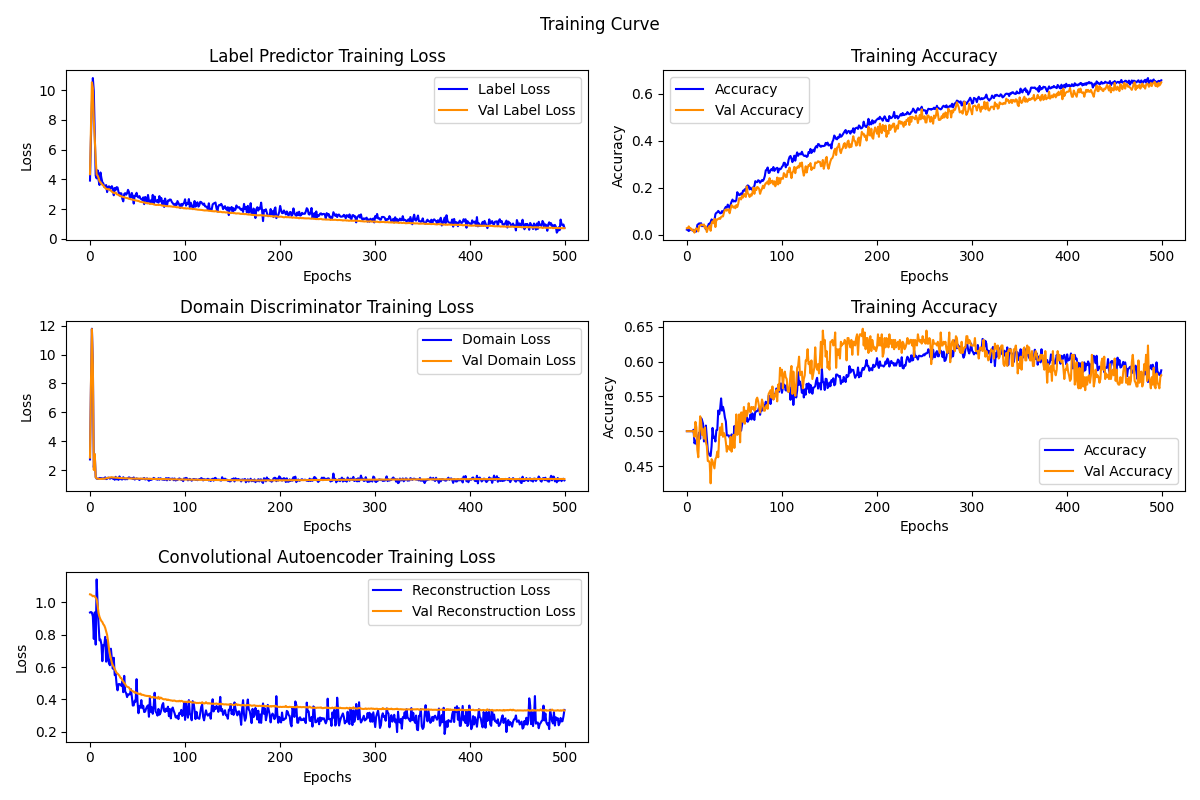 Training Curve
Label Predictor Training Loss
Loss
10
8
6
4
2
0
Label Loss
Val Label Loss
0 100 200 300 400 500
Epochs
Training Accuracy
Accuracy
0.6
0.4
0.2
0.0
Accuracy
Val Accuracy
0 100 200 300 400 500
Epochs
Domain Discriminator Training Loss
Loss
12
10
8
6
4
2
Domain Loss
Val Domain Loss
0 100 200 300 400 500
Epochs
Training Accuracy
Accuracy
0.65
0.60
0.55
0.50
0.45
Accuracy
Val Accuracy
0 100 200 300 400 500
Epochs
Convolutional Autoencoder Training Loss
Loss
1.0
0.8
0.6
0.4
0.2
Reconstruction Loss
Val Reconstruction Loss
0 100 200 300 400 500
Epochs